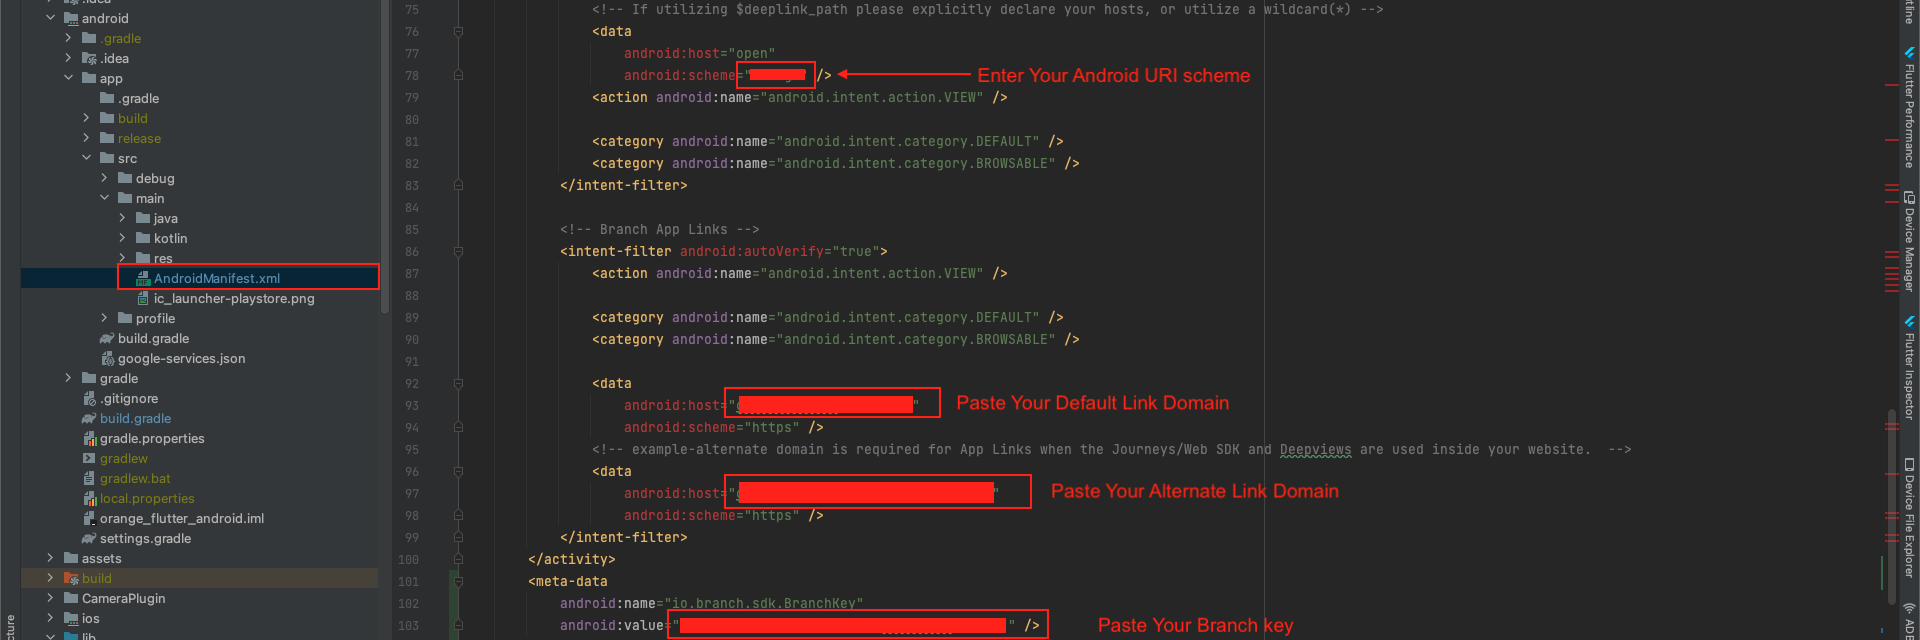 .idea
android
.gradle
.idea
app
.gradle
build
release
src
debug
main
java
kotlin
res
AndroidManifest.xml
ic_launcher-playstore.png
profile
build.gradle
google-services.json
gradle
.gitignore
build.gradle
gradle.properties
gradlew
gradlew.bat
local.properties
orange_flutter_android.iml
settings.gradle
assets
build
CameraPlugin
ios
lib
75 <!-- If utilizing $deeplink_path please explicitly declare your hosts, or utilize a wildcard(*) -->
76 <data
77 android:host="open"
78 android:scheme=" " /> Enter Your Android URI scheme
79 <action android:name="android.intent.action.VIEW" />
80
81 <category android:name="android.intent.category.DEFAULT" />
82 <category android:name="android.intent.category.BROWSABLE" />
83 </intent-filter>
84
85 <!-- Branch App Links -->
86 <intent-filter android:autoVerify="true">
87 <action android:name="android.intent.action.VIEW" />
88
89 <category android:name="android.intent.category.DEFAULT" />
90 <category android:name="android.intent.category.BROWSABLE" />
91
92 <data
93 android:host=" " Paste Your Default Link Domain
94 android:scheme="https" />
95 <!-- example-alternate domain is required for App Links when the Journeys/Web SDK and Deepviews are used inside your website. -->
96 <data
97 android:host=" " Paste Your Alternate Link Domain
98 android:scheme="https" />
99 </intent-filter>
100 </activity>
101 <meta-data
102 android:name="io.branch.sdk.BranchKey"
103 android:value=" " /> Paste Your Branch key
Flutter Performance
Device Manager
Flutter Inspector
Device File Explorer